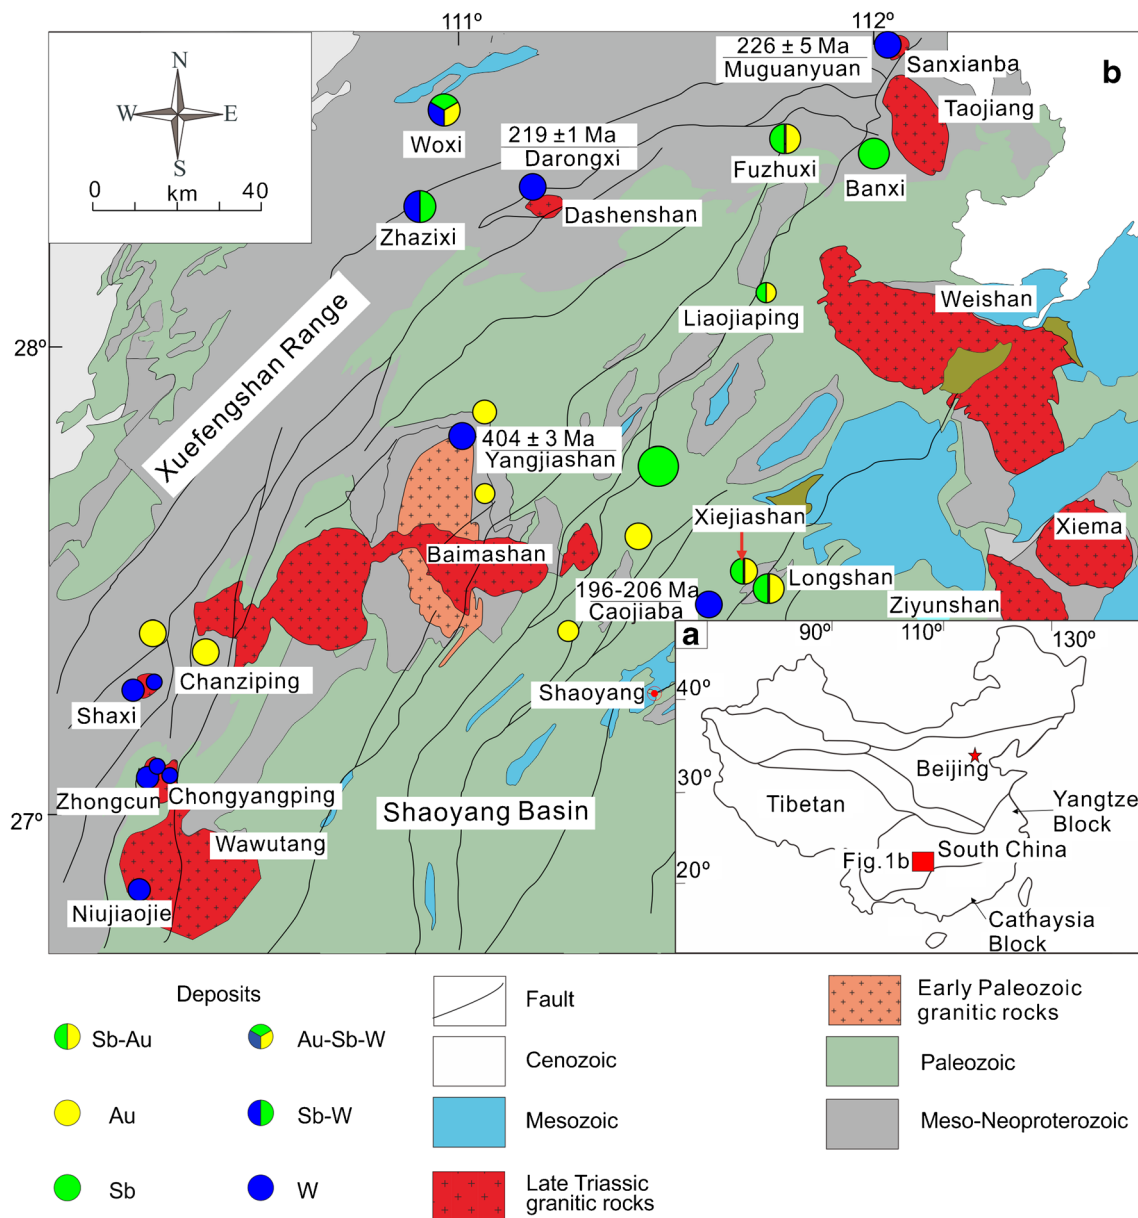 111º
112º
b
N
W
E
S
0
40
km
226 ± 5 Ma
Muguanyuan
Sanxianba
Taojiang
Woxi
219 ±1 Ma
Darongxi
Fuzhuxi
Banxi
Dashenshan
Zhazixi
Weishan
Liaojiaping
28º
Xuefengshan Range
404 ± 3 Ma
Yangjiashan
Xiejiashan
Xiema
Baimashan
Longshan
196-206 Ma
Caojiaba
Ziyunshan
Chanziping
Shaoyang
Shaxi
Zhongcun
Chongyangping
27º
Shaoyang Basin
Wawutang
Niujiaojie
a
90º
110º
130º
40º
Beijing
30º
Tibetan
Yangtze
Block
South China
Fig. 1b
20º
Cathaysia
Block
Deposits
Sb-Au
Au-Sb-W
Au
Sb-W
Sb
W
Fault
Cenozoic
Mesozoic
Late Triassic
granitic rocks
Early Paleozoic
granitic rocks
Paleozoic
Meso-Neoproterozoic